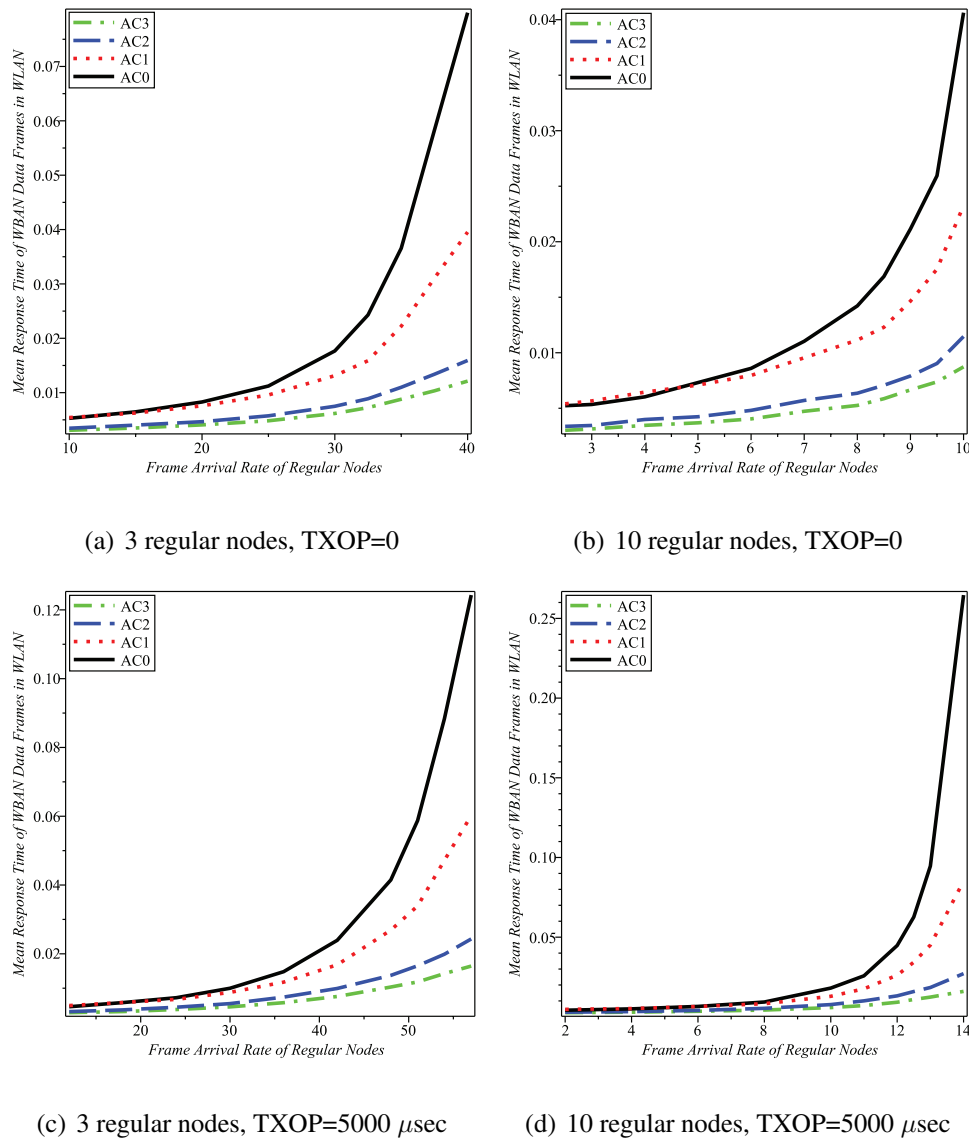 AC3
AC2
AC1
AC0
Mean Response Time of WBAN Data Frames in WLAN
0.07
0.06
0.05
0.04
0.03
0.02
0.01
10 20 30 40
Frame Arrival Rate of Regular Nodes
(a) 3 regular nodes, TXOP=0
AC3
AC2
AC1
AC0
Mean Response Time of WBAN Data Frames in WLAN
0.04
0.03
0.02
0.01
3 4 5 6 7 8 9 10
Frame Arrival Rate of Regular Nodes
(b) 10 regular nodes, TXOP=0
AC3
AC2
AC1
AC0
Mean Response Time of WBAN Data Frames in WLAN
0.12
0.10
0.08
0.06
0.04
0.02
20 30 40 50
Frame Arrival Rate of Regular Nodes
(c) 3 regular nodes, TXOP=5000 μsec
AC3
AC2
AC1
AC0
Mean Response Time of WBAN Data Frames in WLAN
0.25
0.20
0.15
0.10
0.05
2 4 6 8 10 12 14
Frame Arrival Rate of Regular Nodes
(d) 10 regular nodes, TXOP=5000 μsec